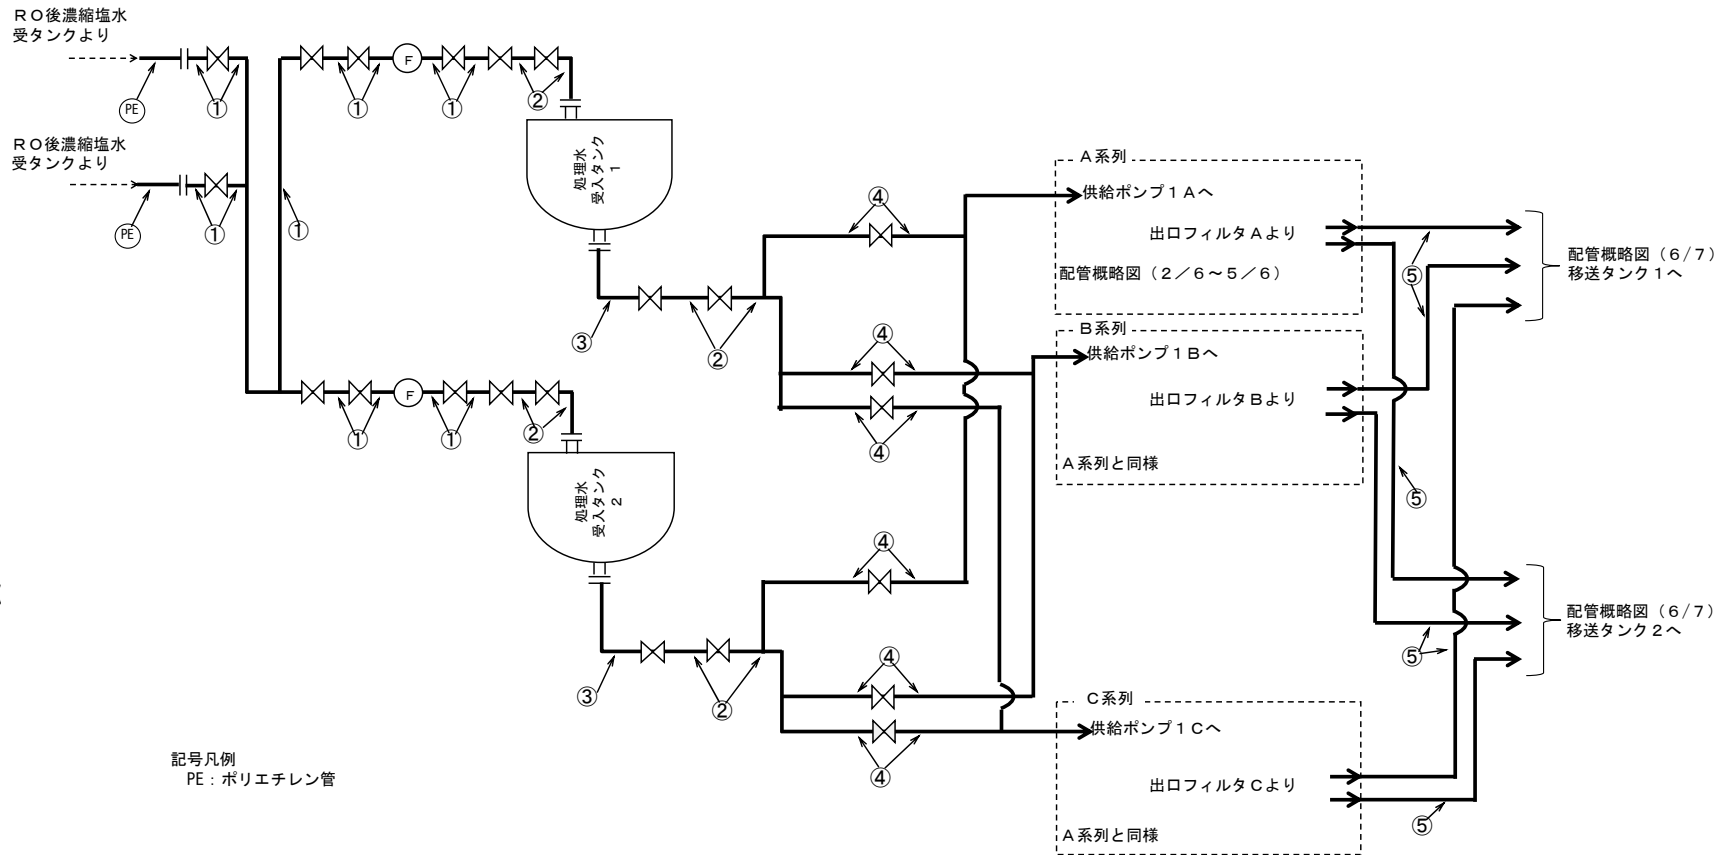 ＲＯ後濃縮塩水
受タンクより
PE
①
①
F
①
②
ＲＯ後濃縮塩水
受タンクより
PE
①
①
処理水
受入タンク
1
③
②
④
④
④
A系列
供給ポンプ１Ａへ
出口フィルタＡより
配管概略図（２／６～５／６）
⑤
配管概略図（６/７）
移送タンク１へ
B系列
供給ポンプ１Ｂへ
出口フィルタＢより
Ａ系列と同様
⑤
F
①
①
②
処理水
受入タンク
2
③
②
④
④
④
⑤
配管概略図（６/７）
移送タンク２へ
C系列
供給ポンプ１Ｃへ
出口フィルタＣより
Ａ系列と同様
⑤
記号凡例
PE：ポリエチレン管